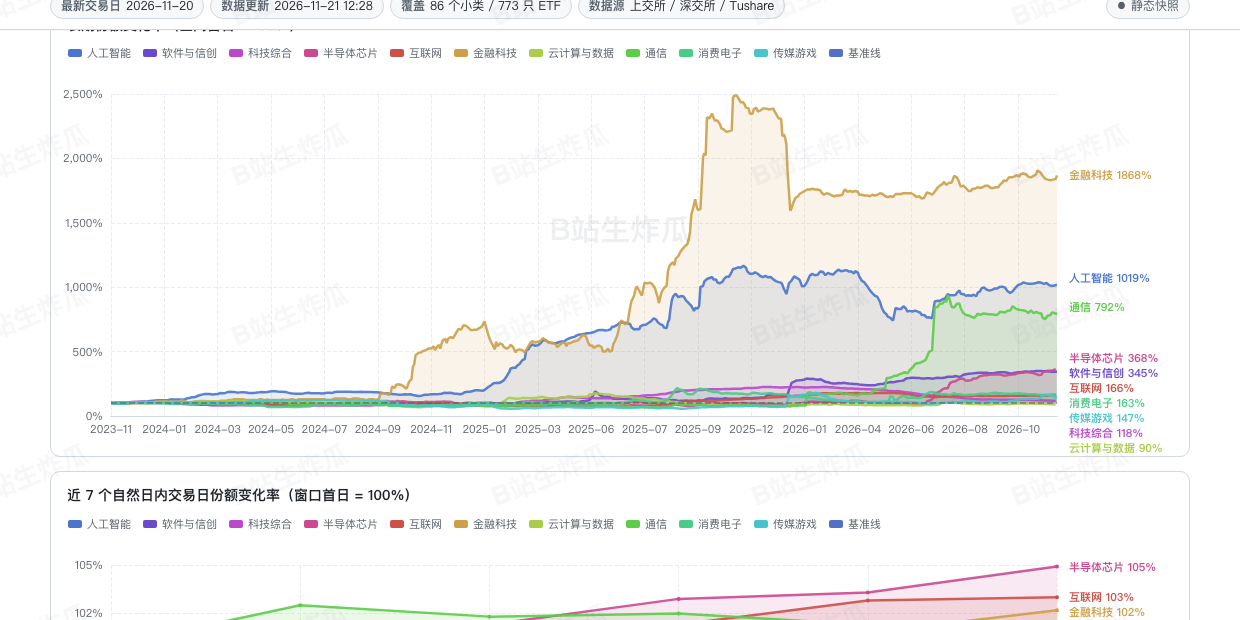 最新交易日 2026-11-20 数据更新 2026-11-21 12:28 覆盖 86 个小类 / 773 只 ETF 数据源 上交所 / 深交所 / Tushare 静态快照
人工智能 软件与信创 科技综合 半导体芯片 互联网 金融科技 云计算与数据 通信 消费电子 传媒游戏 基准线
2,500%
2,000%
1,500%
1,000%
500%
0%
2023-11 2024-01 2024-03 2024-05 2024-07 2024-09 2024-11 2025-01 2025-03 2025-05 2025-07 2025-09 2025-12 2026-01 2026-04 2026-06 2026-08 2026-10
金融科技 1868%
人工智能 1019%
通信 792%
半导体芯片 368%
软件与信创 345%
互联网 166%
消费电子 163%
传媒游戏 147%
科技综合 118%
云计算与数据 90%
B站生炸瓜
近 7 个自然日内交易日份额变化率（窗口首日 = 100%）
人工智能 软件与信创 科技综合 半导体芯片 互联网 金融科技 云计算与数据 通信 消费电子 传媒游戏 基准线
105%
102%
半导体芯片 105%
互联网 103%
金融科技 102%